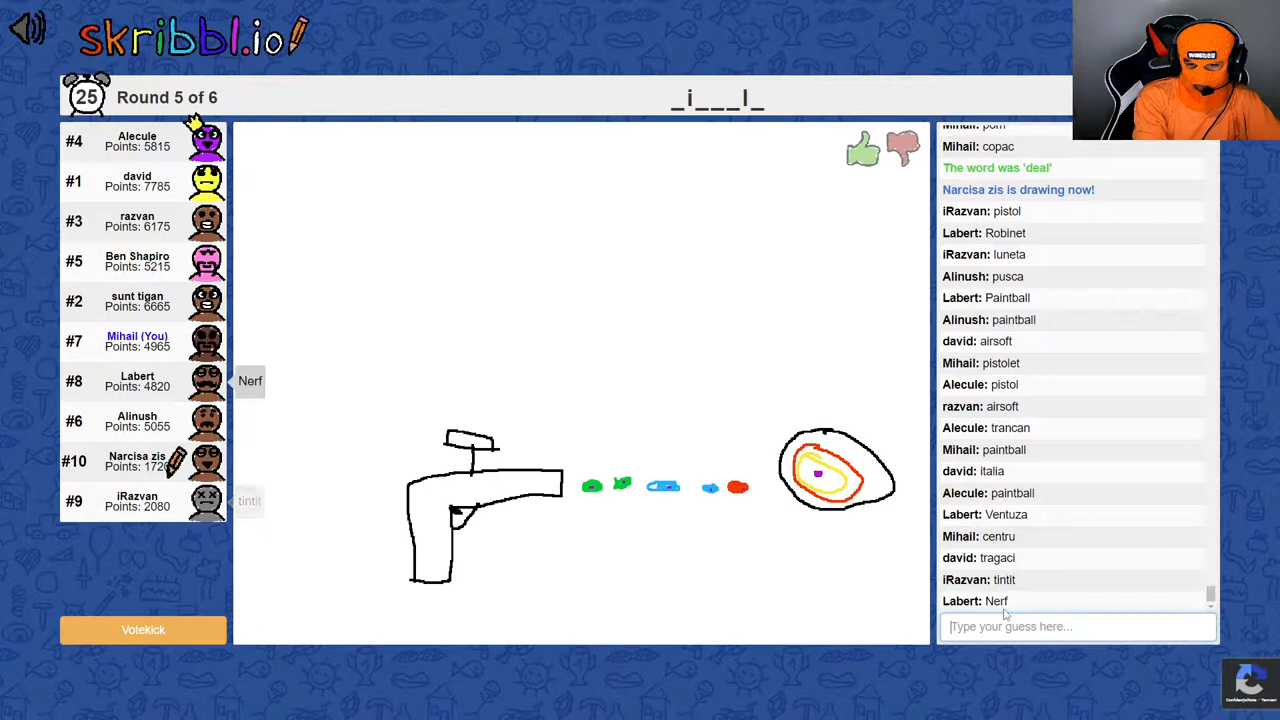 skribbl.io
25
Round 5 of 6
_i___l_
#4 Alecule
Points: 5815
#1 david
Points: 7785
#3 razvan
Points: 6175
#5 Ben Shapiro
Points: 5215
#2 sunt tigan
Points: 6665
#7 Mihail (You)
Points: 4965
#8 Labert
Points: 4820
Nerf
#6 Alinush
Points: 5055
#10 Narcisa zis
Points: 1720
#9 iRazvan
Points: 2080
tintit
Votekick
Mihail: copac
The word was 'deal'
Narcisa zis is drawing now!
iRazvan: pistol
Labert: Robinet
iRazvan: luneta
Alinush: pusca
Labert: Paintball
Alinush: paintball
david: airsoft
Mihail: pistolet
Alecule: pistol
razvan: airsoft
Alecule: trancan
Mihail: paintball
david: italia
Alecule: paintball
Labert: Ventuza
Mihail: centru
david: tragaci
iRazvan: tintit
Labert: Nerf
Type your guess here...